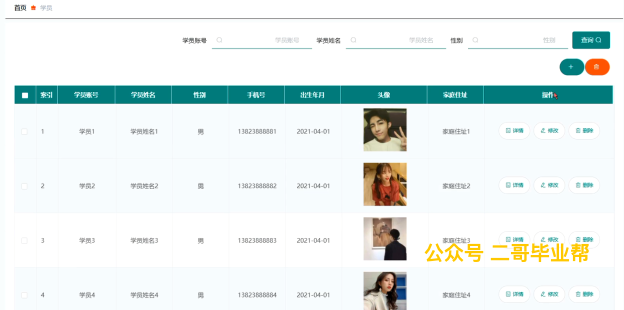 首页 学员
学员账号 学员账号 学员姓名 学员姓名 性别 性别 查询
+
索引 学员账号 学员姓名 性别 手机号 出生年月 头像 家庭住址 操作
1 学员1 学员姓名1 男 13823888881 2021-04-01 家庭住址1 详情 修改 删除
2 学员2 学员姓名2 男 13823888882 2021-04-01 家庭住址2 详情 修改 删除
3 学员3 学员姓名3 男 13823888883 2021-04-01 家庭住址3 详情 修改 删除
公众号 二哥毕业帮
4 学员4 学员姓名4 男 13823888884 2021-04-01 家庭住址4 详情 修改 删除